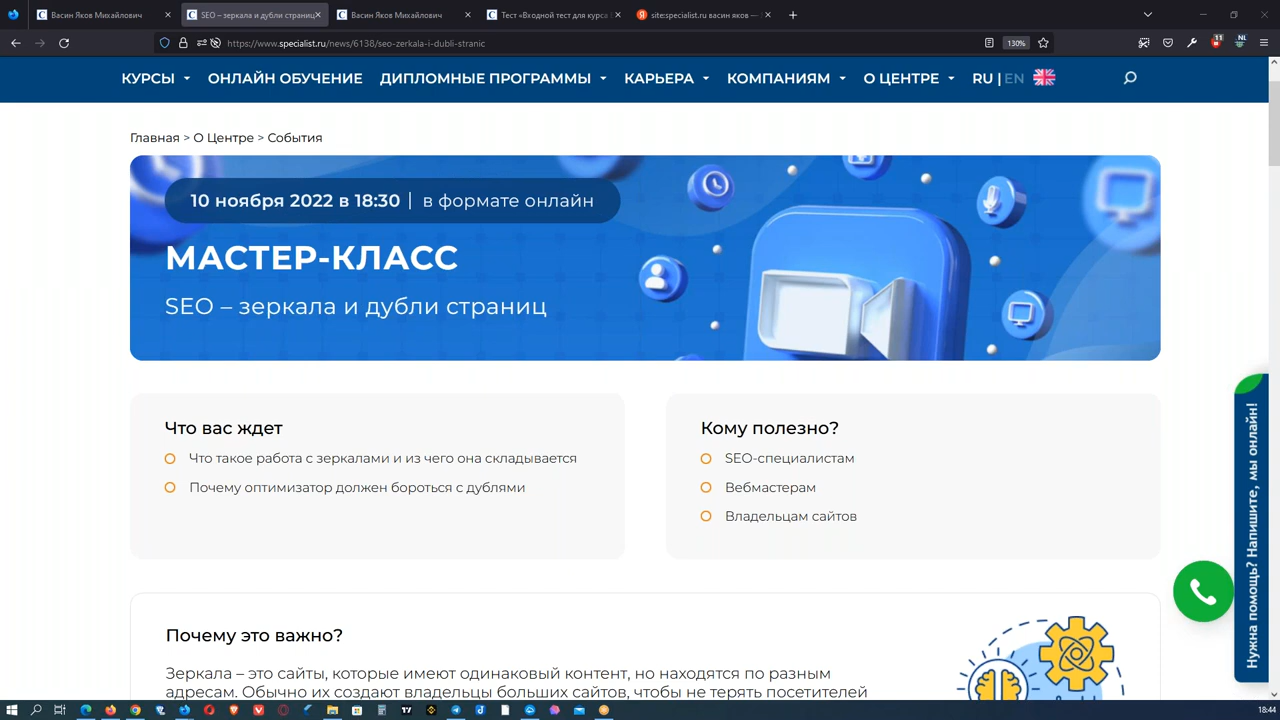 Васин Яков Михайлович
SEO – зеркала и дубли страниц
Васин Яков Михайлович
Тест «Входной тест для курса
site:specialist.ru васин яков —
https://www.specialist.ru/news/6138/seo-zerkala-i-dubli-stranic
130%
11
NL
КУРСЫ
ОНЛАЙН ОБУЧЕНИЕ
ДИПЛОМНЫЕ ПРОГРАММЫ
КАРЬЕРА
КОМПАНИЯМ
О ЦЕНТРЕ
RU | EN
Главная > О Центре > События
10 ноября 2022 в 18:30 | в формате онлайн
МАСТЕР-КЛАСС
SEO – зеркала и дубли страниц
Что вас ждет
Что такое работа с зеркалами и из чего она складывается
Почему оптимизатор должен бороться с дублями
Кому полезно?
SEO-специалистам
Вебмастерам
Владельцам сайтов
Нужна помощь? Напишите, мы онлайн!
Почему это важно?
Зеркала – это сайты, которые имеют одинаковый контент, но находятся по разным
адресам. Обычно их создают владельцы больших сайтов, чтобы не терять посетителей
18:44